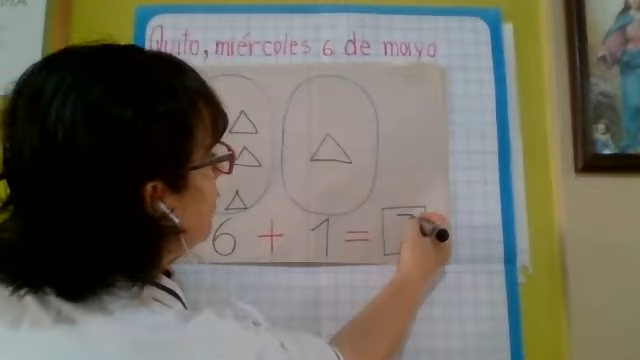 Quito, miércoles 6 de mayo
6 + 1 =